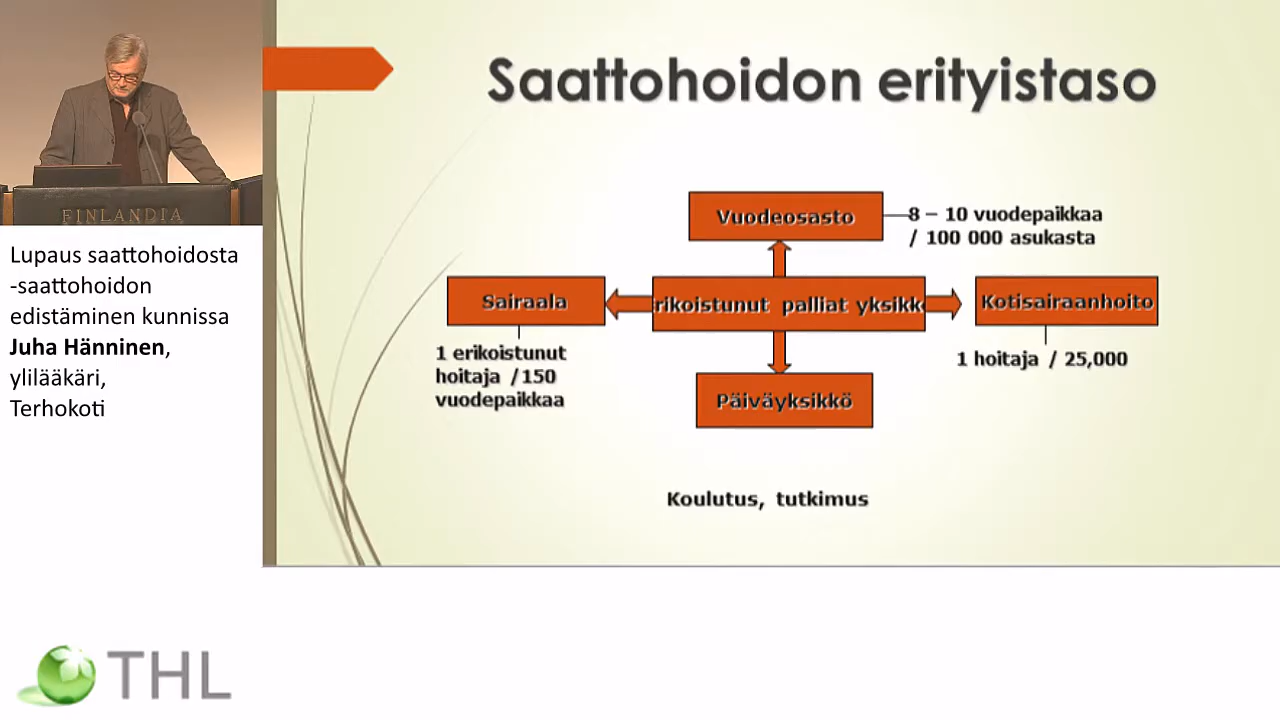 FINLANDIA
Lupaus saattohoidosta
-saattohoidon
edistäminen kunnissa
Juha Hänninen,
ylilääkäri,
Terhokoti
THL
Saattohoidon erityistaso
Vuodeosasto
8 – 10 vuodepaikkaa
/ 100 000 asukasta
Sairaala
rikoistunut palliat yksikk
Kotisairaanhoito
1 erikoistunut
hoitaja /150
vuodepaikkaa
1 hoitaja / 25,000
Päiväyksikkö
Koulutus, tutkimus